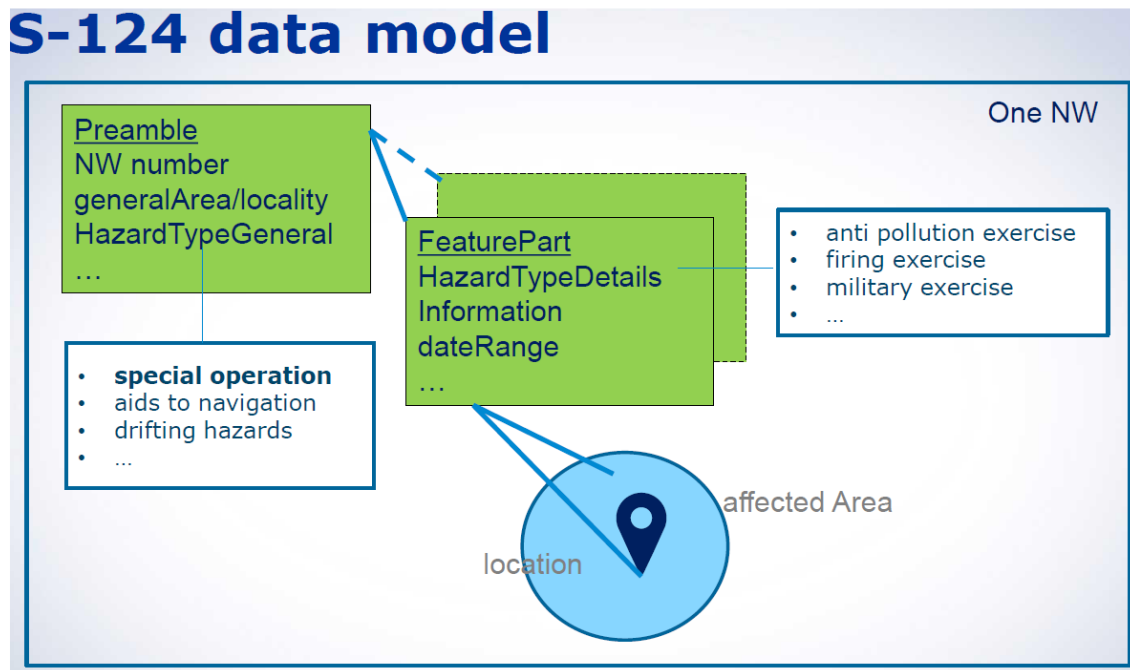 S-124 data model
One NW
Preamble
NW number
generalArea/locality
HazardTypeGeneral
…
FeaturePart
HazardTypeDetails
Information
dateRange
…
• anti pollution exercise
• firing exercise
• military exercise
• …
• special operation
• aids to navigation
• drifting hazards
• …
affected Area
location